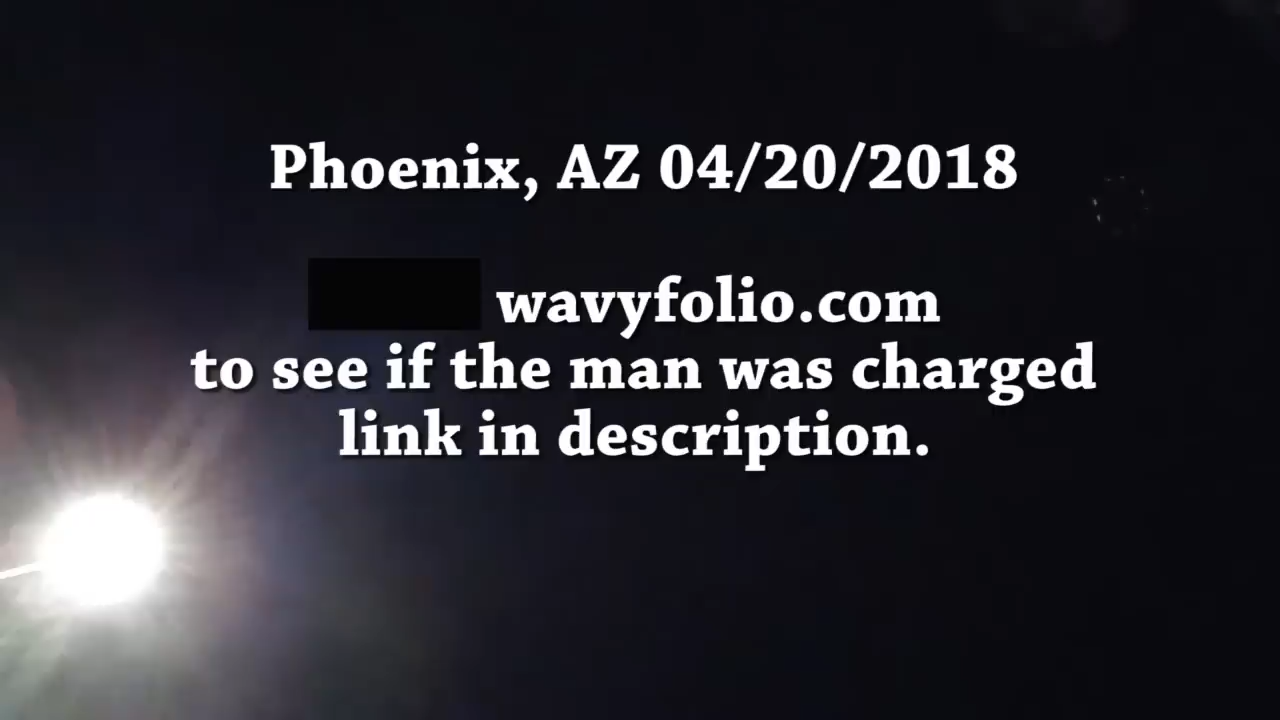 Phoenix, AZ 04/20/2018
wavyfolio.com
to see if the man was charged
link in description.